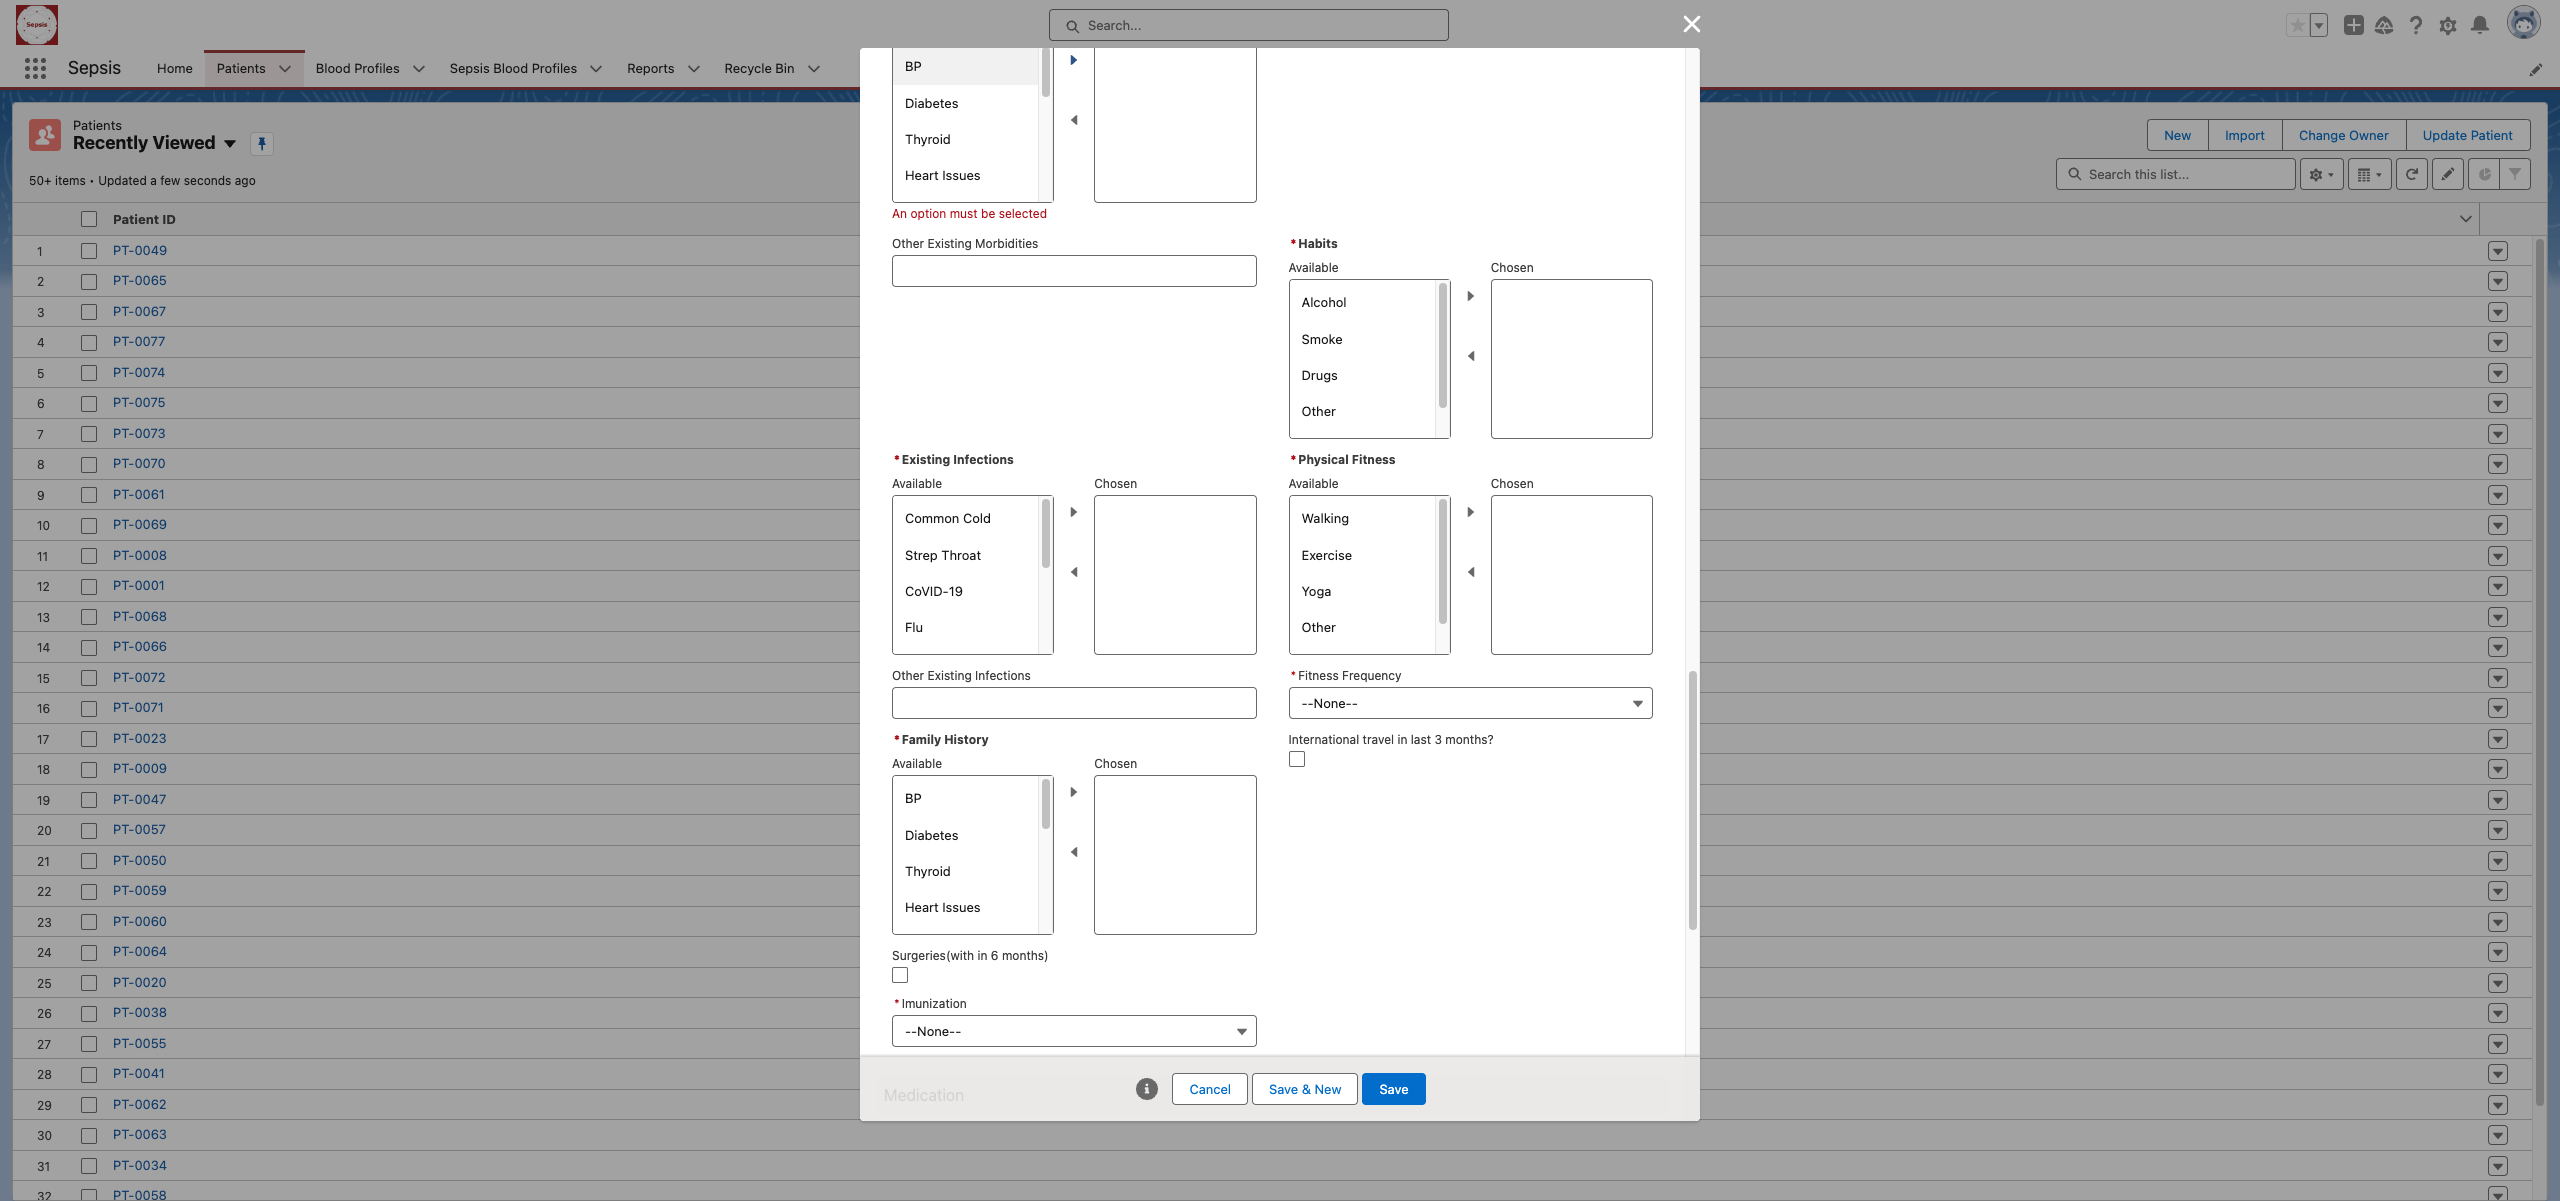 Sepsis
Search...
Sepsis
Home
Patients
Blood Profiles
Sepsis Blood Profiles
Reports
Recycle Bin
Patients
Recently Viewed
50+ items • Updated a few seconds ago
New
Import
Change Owner
Update Patient
Search this list...
Patient ID
1 PT-0049
2 PT-0065
3 PT-0067
4 PT-0077
5 PT-0074
6 PT-0075
7 PT-0073
8 PT-0070
9 PT-0061
10 PT-0069
11 PT-0008
12 PT-0001
13 PT-0068
14 PT-0066
15 PT-0072
16 PT-0071
17 PT-0023
18 PT-0009
19 PT-0047
20 PT-0057
21 PT-0050
22 PT-0059
23 PT-0060
24 PT-0064
25 PT-0020
26 PT-0038
27 PT-0055
28 PT-0041
29 PT-0062
30 PT-0063
31 PT-0034
32 PT-0058
BP
Diabetes
Thyroid
Heart Issues
An option must be selected
Other Existing Morbidities
*Habits
Available
Chosen
Alcohol
Smoke
Drugs
Other
*Existing Infections
Available
Chosen
Common Cold
Strep Throat
CoVID-19
Flu
*Physical Fitness
Available
Chosen
Walking
Exercise
Yoga
Other
Other Existing Infections
*Fitness Frequency
--None--
*Family History
Available
Chosen
BP
Diabetes
Thyroid
Heart Issues
International travel in last 3 months?
Surgeries(with in 6 months)
*Imunization
--None--
Medication
Cancel
Save & New
Save